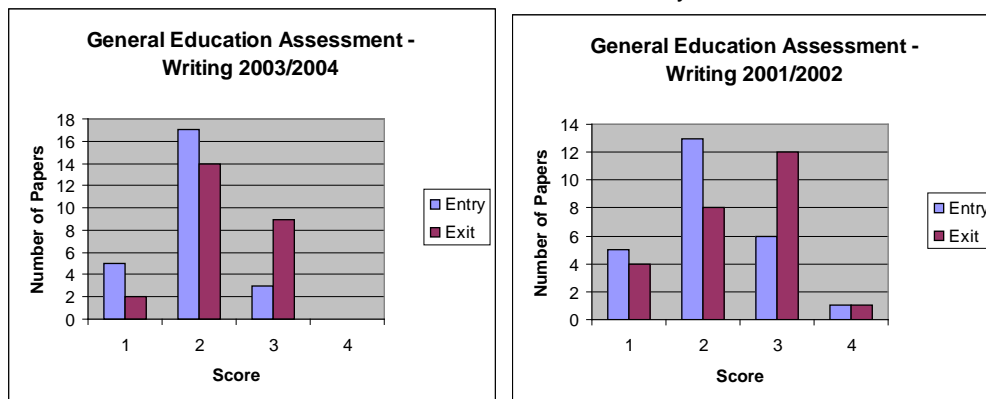 General Education Assessment -
Writing 2003/2004
18
16
14
12
10
8
6
4
2
0
Number of Papers
1 2 3 4
Score
Entry
Exit
General Education Assessment -
Writing 2001/2002
14
12
10
8
6
4
2
0
Number of Papers
1 2 3 4
Score
Entry
Exit